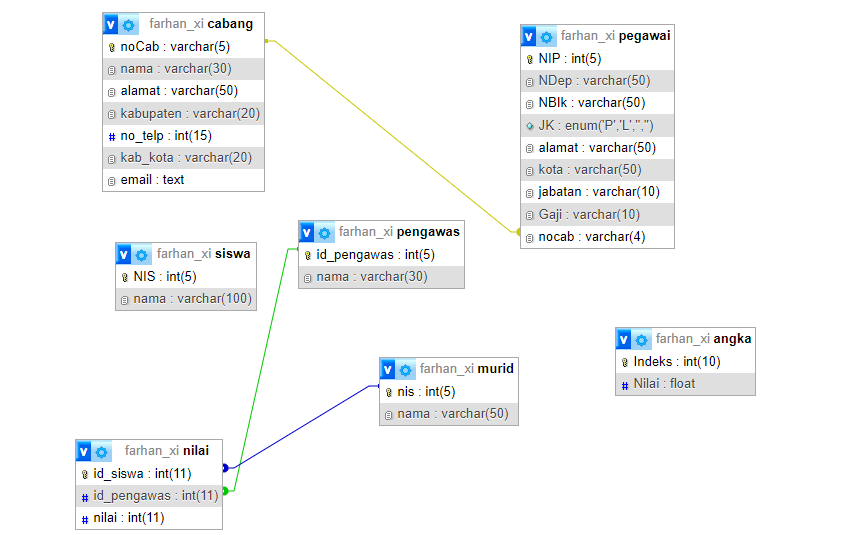 v farhan_xi cabang
noCab : varchar(5)
nama : varchar(30)
alamat : varchar(50)
kabupaten : varchar(20)
# no_telp : int(15)
kab_kota : varchar(20)
email : text
v farhan_xi pegawai
NIP : int(5)
NDep : varchar(50)
NBlk : varchar(50)
JK : enum('P','L','','')
alamat : varchar(50)
kota : varchar(50)
jabatan : varchar(10)
Gaji : varchar(10)
nocab : varchar(4)
v farhan_xi pengawas
id_pengawas : int(5)
nama : varchar(30)
v farhan_xi siswa
NIS : int(5)
nama : varchar(100)
v farhan_xi angka
Indeks : int(10)
# Nilai : float
v farhan_xi murid
nis : int(5)
nama : varchar(50)
v farhan_xi nilai
id_siswa : int(11)
# id_pengawas : int(11)
# nilai : int(11)